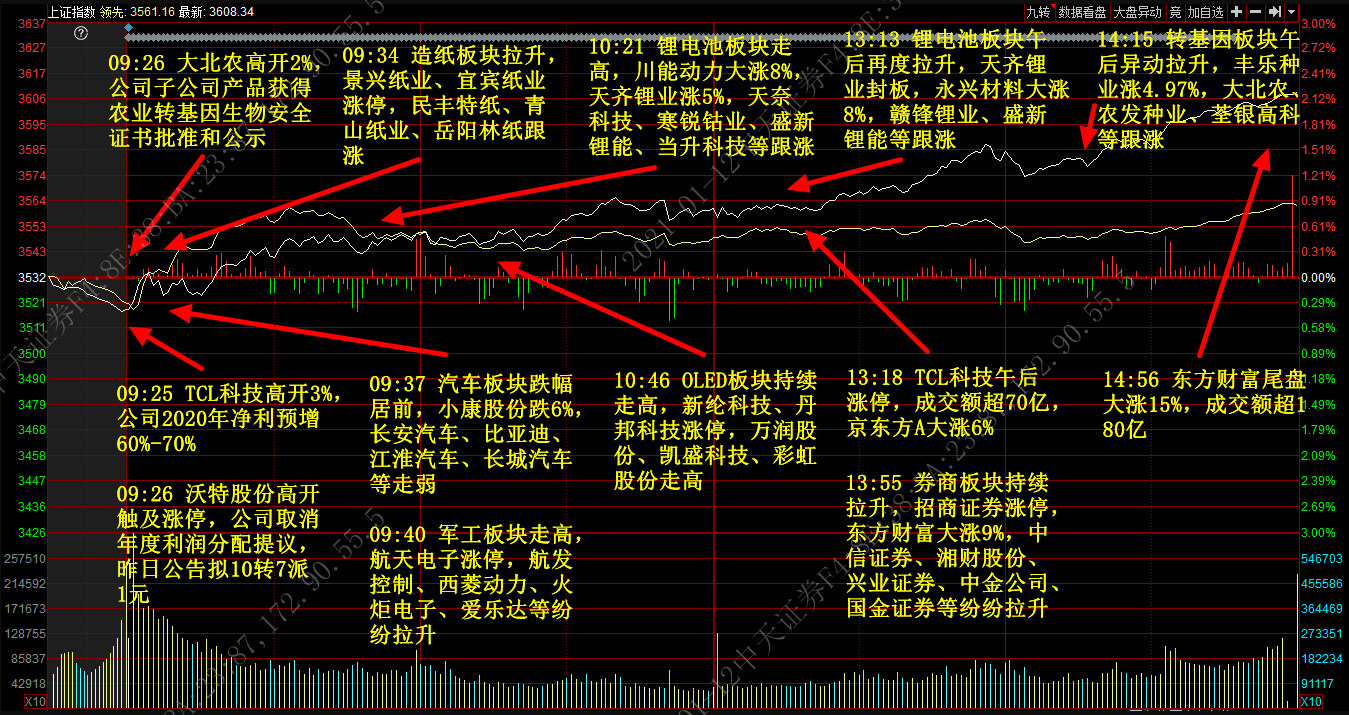 上证指数 领先: 3561.16 最新: 3608.34
九转 数据看盘 大盘异动 竞 加自选
3637
3627
3617
3606
3595
3585
3574
3564
3553
3543
3532
3521
3511
3500
3490
3479
3468
3458
3447
3436
3426
257510
214592
171673
128755
85837
42918
X10
09:26 大北农高开2%,
公司子公司产品获得
农业转基因生物安全
证书批准和公示
09:34 造纸板块拉升,
景兴纸业、宜宾纸业
涨停，民丰特纸、青
山纸业、岳阳林纸跟
涨
10:21 锂电池板块走
高，川能动力大涨8%,
天齐锂业涨5%，天奈
科技、寒锐钴业、盛新
锂能、当升科技等跟涨
13:13 锂电池板块午
后再度拉升，天齐锂
业封板，永兴材料大涨
8%，赣锋锂业、盛新
锂能等跟涨
14:15 转基因板块午
后异动拉升，丰乐种
业涨4.97%，大北农、
农发种业、荃银高科
等跟涨
09:25 TCL科技高开3%,
公司2020年净利预增
60%-70%
09:26 沃特股份高开
触及涨停，公司取消
年度利润分配提议，
昨日公告拟10转7派
1元
09:37 汽车板块跌幅
居前，小康股份跌6%,
长安汽车、比亚迪、
江淮汽车、长城汽车
等走弱
09:40 军工板块走高，
航天电子涨停，航发
控制、西菱动力、火
炬电子、爱乐达等纷
纷拉升
10:46 OLED板块持续
走高，新纶科技、丹
邦科技涨停，万润股
份、凯盛科技、彩虹
股份走高
13:18 TCL科技午后
涨停，成交额超70亿，
京东方A大涨6%
13:55 券商板块持续
拉升，招商证券涨停，
东方财富大涨9%，中
信证券、湘财股份、
兴业证券、中金公司、
国金证券等纷纷拉升
14:56 东方财富尾盘
大涨15%，成交额超1
80亿
3.00%
2.72%
2.41%
2.12%
1.81%
1.51%
1.21%
0.91%
0.61%
0.31%
0.00%
0.29%
0.58%
0.89%
1.18%
1.49%
1.79%
2.09%
2.39%
2.69%
3.00%
546703
455586
364469
273351
182234
91117
X10